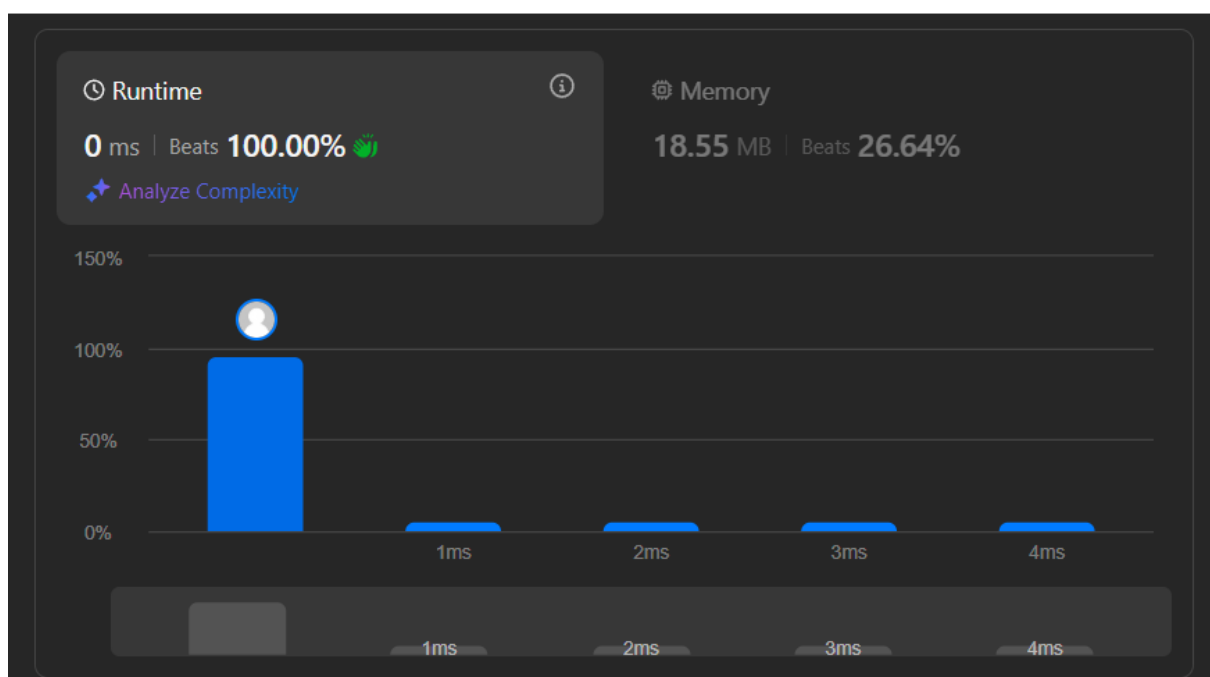 Runtime
0 ms | Beats 100.00%
Analyze Complexity
Memory
18.55 MB | Beats 26.64%
150%
100%
50%
0%
1ms 2ms 3ms 4ms
1ms 2ms 3ms 4ms